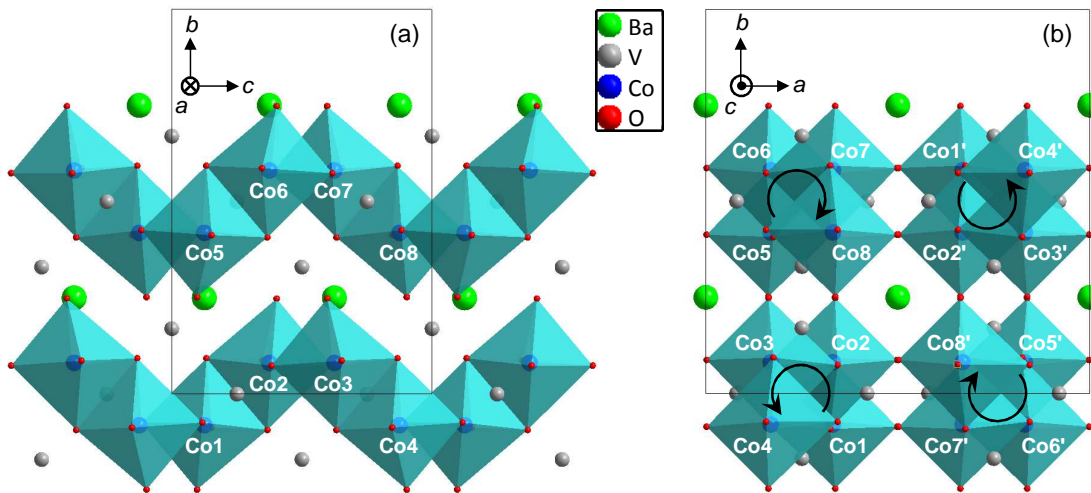 (a)
b
a
c
Co6
Co7
Co5
Co8
Co2
Co3
Co1
Co4
Ba
V
Co
O
(b)
b
c
a
Co6 Co7 Co1' Co4'
Co5 Co8 Co2' Co3'
Co3 Co2 Co8' Co5'
Co4 Co1 Co7' Co6'